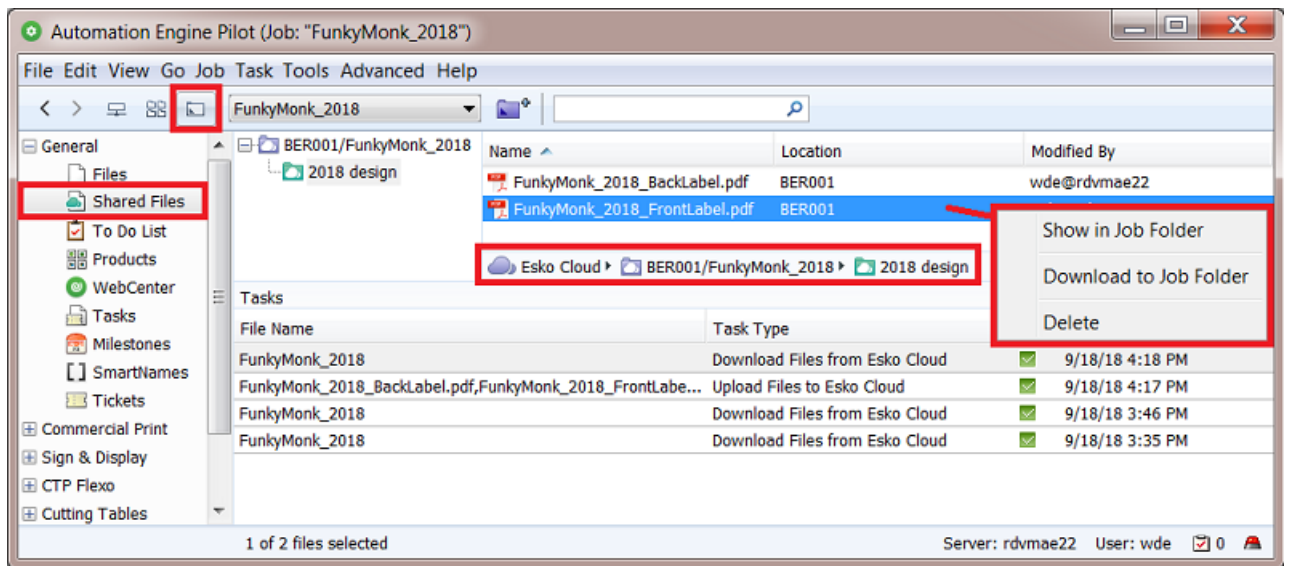 Automation Engine Pilot (Job: "FunkyMonk_2018")
File Edit View Go Job Task Tools Advanced Help
FunkyMonk_2018
General
Files
Shared Files
To Do List
Products
WebCenter
Tasks
Milestones
SmartNames
Tickets
Commercial Print
Sign & Display
CTP Flexo
Cutting Tables
BER001/FunkyMonk_2018
2018 design
Name Location Modified By
FunkyMonk_2018_BackLabel.pdf BER001 wde@rdvmae22
FunkyMonk_2018_FrontLabel.pdf BER001
Show in Job Folder
Download to Job Folder
Delete
Esko Cloud BER001/FunkyMonk_2018 2018 design
Tasks
File Name Task Type
FunkyMonk_2018 Download Files from Esko Cloud 9/18/18 4:18 PM
FunkyMonk_2018_BackLabel.pdf,FunkyMonk_2018_FrontLabe... Upload Files to Esko Cloud 9/18/18 4:17 PM
FunkyMonk_2018 Download Files from Esko Cloud 9/18/18 3:46 PM
FunkyMonk_2018 Download Files from Esko Cloud 9/18/18 3:35 PM
1 of 2 files selected Server: rdvmae22 User: wde 0